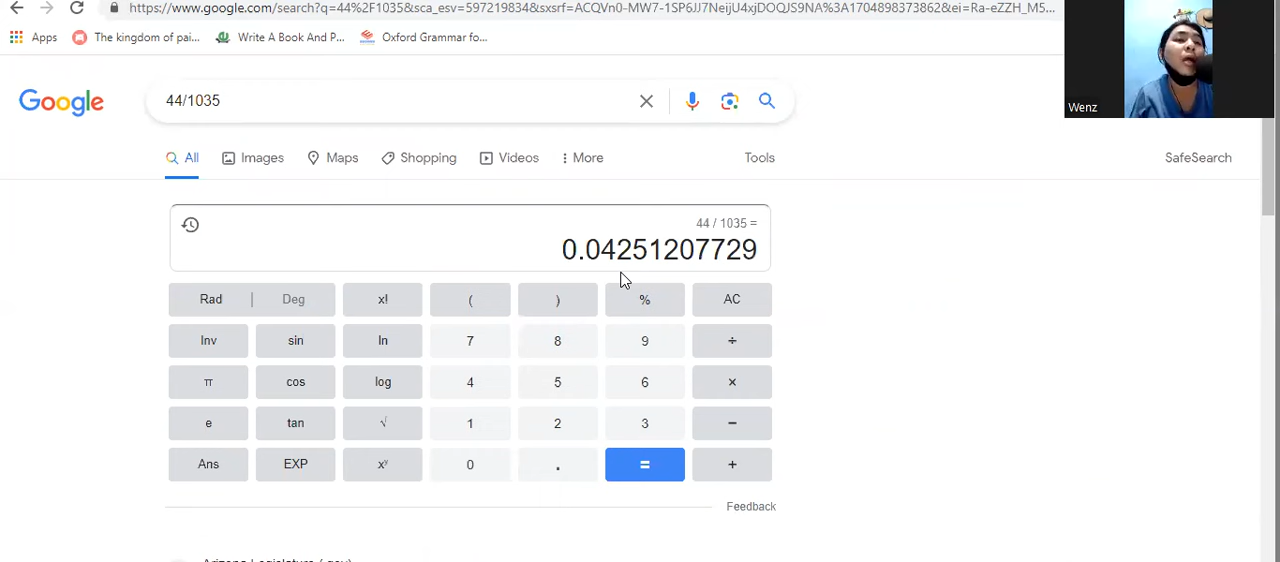 https://www.google.com/search?q=44%2F1035&sca_esv=597219834&sxsrf=ACQVn0-MW7-1SP6JJ7NeijU4xjDOQJS9NA%3A1704898373862&ei=Ra-eZZH_M5...
Apps
The kingdom of pai...
Write A Book And P...
Oxford Grammar fo...
Wenz
Google
44/1035
All
Images
Maps
Shopping
Videos
More
Tools
SafeSearch
44 / 1035 =
0.04251207729
Rad | Deg x! ( ) % AC
Inv sin ln 7 8 9 ÷
π cos log 4 5 6 ×
e tan √ 1 2 3 −
Ans EXP xʸ 0 . = +
Feedback